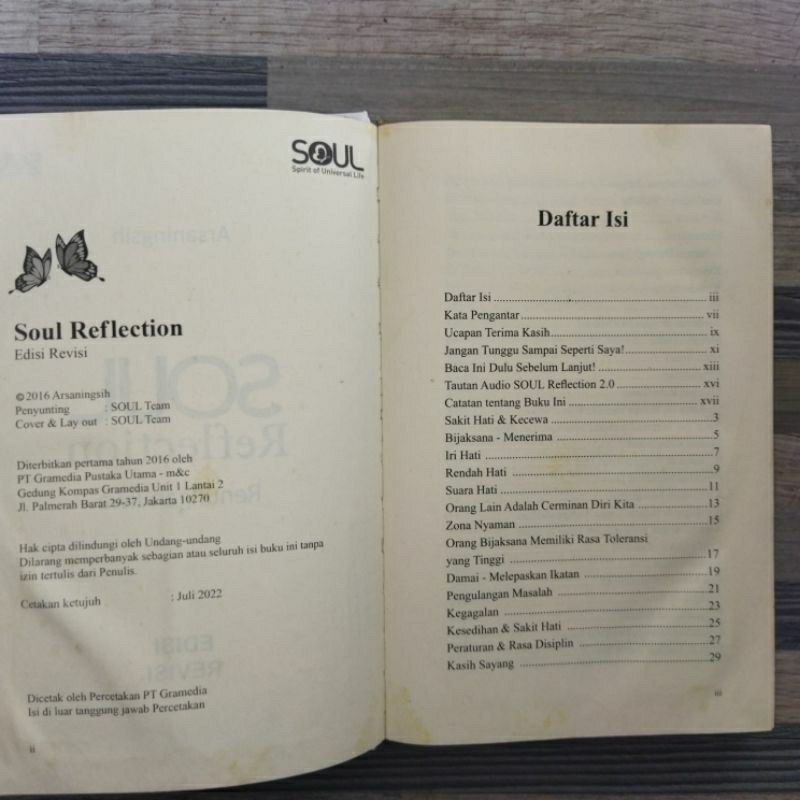 SOUL
Spirit of Universal Life
Soul Reflection
Edisi Revisi
© 2016 Arsaningsih
Penyunting : SOUL Team
Cover & Lay out : SOUL Team
Diterbitkan pertama tahun 2016 oleh
PT Gramedia Pustaka Utama - m&c
Gedung Kompas Gramedia Unit 1 Lantai 2
Jl. Palmerah Barat 29-37, Jakarta 10270
Hak cipta dilindungi oleh Undang-undang
Dilarang memperbanyak sebagian atau seluruh isi buku ini tanpa
izin tertulis dari Penulis.
Cetakan ketujuh : Juli 2022
Dicetak oleh Percetakan PT Gramedia
Isi di luar tanggung jawab Percetakan
ii
Daftar Isi
Daftar Isi ........ iii
Kata Pengantar ........ vii
Ucapan Terima Kasih ........ ix
Jangan Tunggu Sampai Seperti Saya! ........ xi
Baca Ini Dulu Sebelum Lanjut! ........ xiii
Tautan Audio SOUL Reflection 2.0 ........ xvi
Catatan tentang Buku Ini ........ xvii
Sakit Hati & Kecewa ........ 3
Bijaksana - Menerima ........ 5
Iri Hati ........ 7
Rendah Hati ........ 9
Suara Hati ........ 11
Orang Lain Adalah Cerminan Diri Kita ........ 13
Zona Nyaman ........ 15
Orang Bijaksana Memiliki Rasa Toleransi
yang Tinggi ........ 17
Damai - Melepaskan Ikatan ........ 19
Pengulangan Masalah ........ 21
Kegagalan ........ 23
Kesedihan & Sakit Hati ........ 25
Peraturan & Rasa Disiplin ........ 27
Kasih Sayang ........ 29
iii